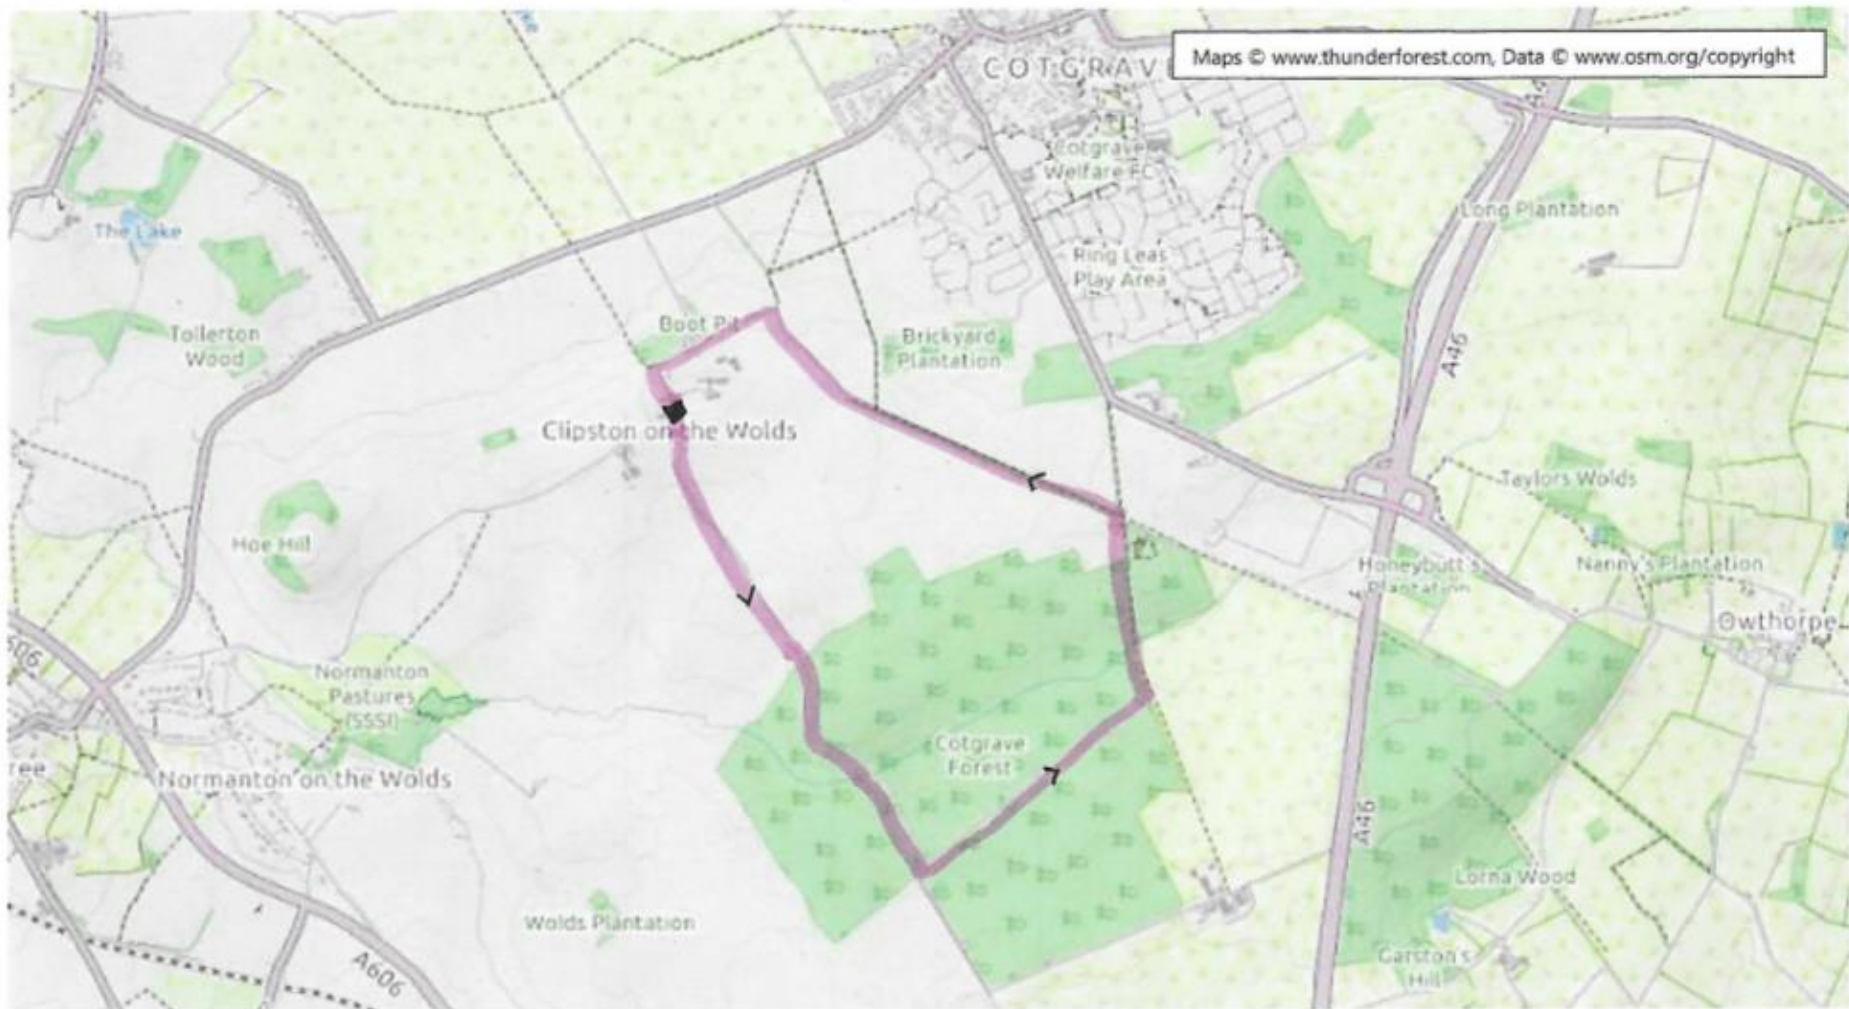 Maps © www.thunderforest.com, Data © www.osm.org/copyright
COTGRAV
Cotgrave
Welfare FC
Long Plantation
The Lake
Ring Leas
Play Area
Tollerton
Wood
Boot Pit
Brickyard
Plantation
A46
Clipston on the Wolds
Taylors Wolds
Hoe Hill
Honeybutt's
Plantation
Nanny's Plantation
Owthorpe
606
Normanton
Pastures
(SSSI)
Cotgrave
Forest
ree
Normanton on the Wolds
A46
Lorna Wood
Wolds Plantation
Garston's
Hill
A606